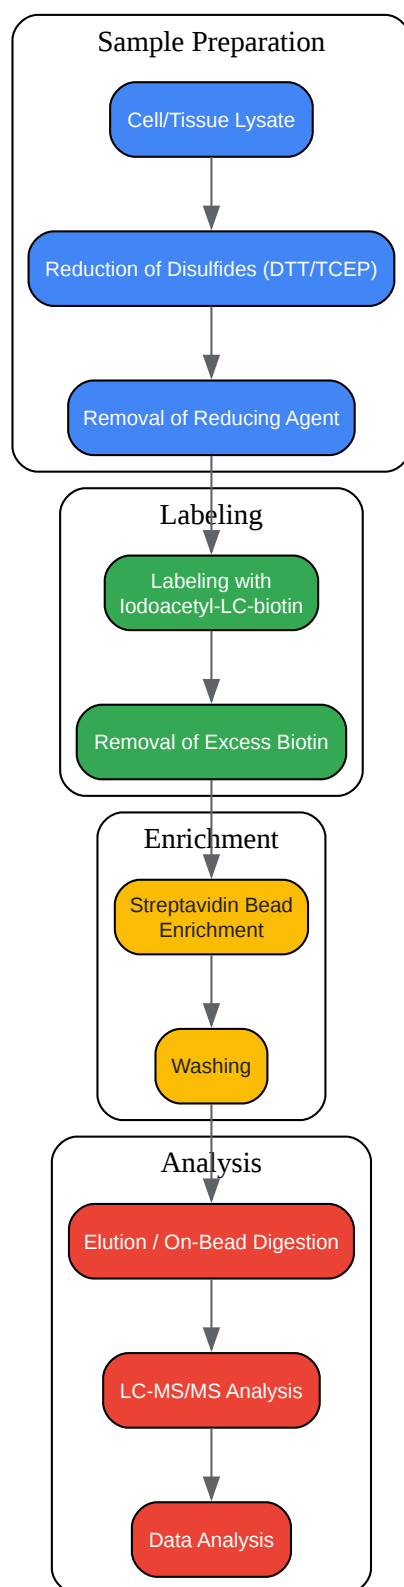 Sample Preparation
Cell/Tissue Lysate
Reduction of Disulfides (DTT/TCEP)
Removal of Reducing Agent
Labeling
Labeling with
Iodoacetyl-LC-biotin
Removal of Excess Biotin
Enrichment
Streptavidin Bead
Enrichment
Washing
Analysis
Elution / On-Bead Digestion
LC-MS/MS Analysis
Data Analysis